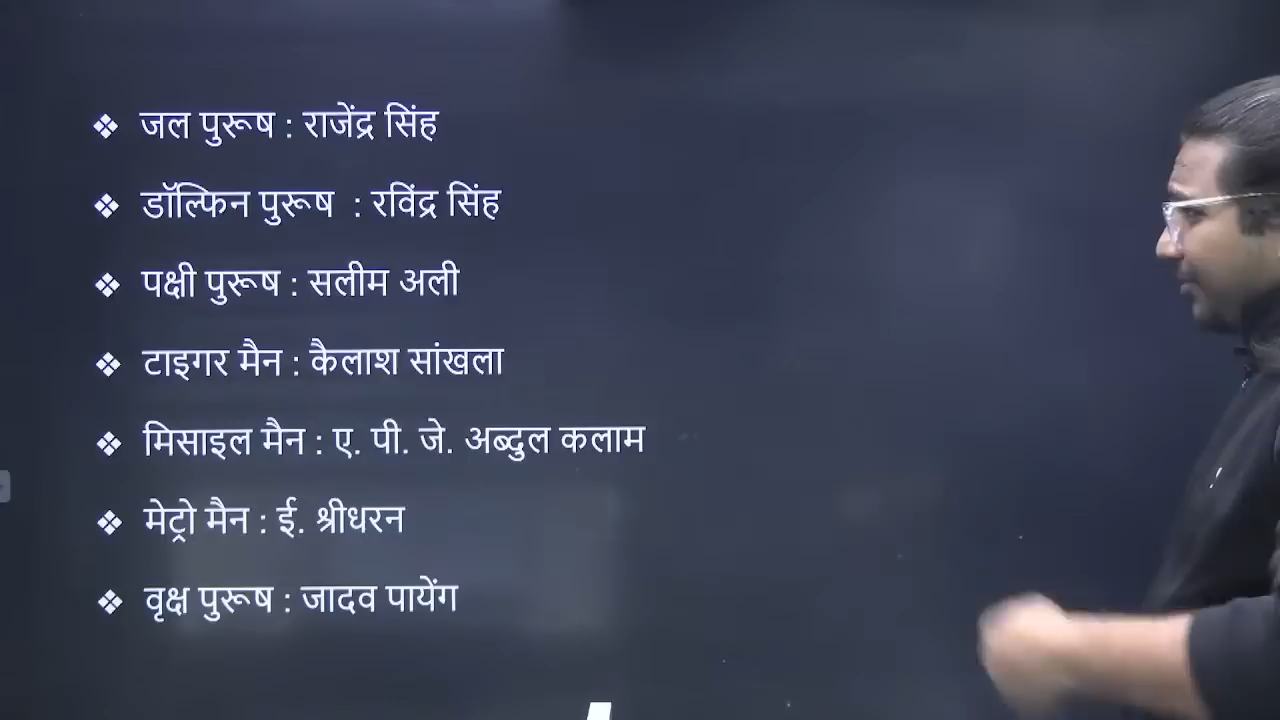 ❖ जल पुरूष : राजेंद्र सिंह
❖ डॉल्फिन पुरूष : रविंद्र सिंह
❖ पक्षी पुरूष : सलीम अली
❖ टाइगर मैन : कैलाश सांखला
❖ मिसाइल मैन : ए. पी. जे. अब्दुल कलाम
❖ मेट्रो मैन : ई. श्रीधरन
❖ वृक्ष पुरूष : जादव पायेंग